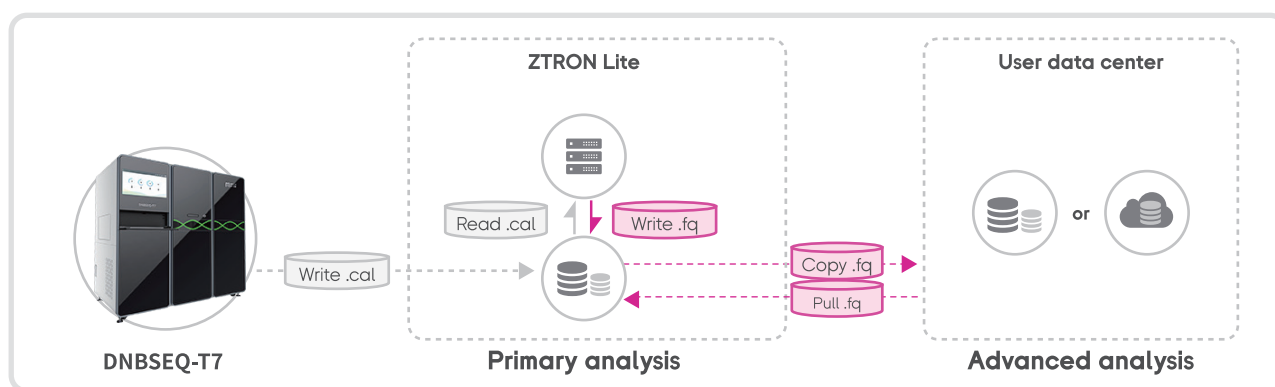 ZTRON Lite
User data center
Read .cal
Write .fq
or
Write .cal
Copy .fq
Pull .fq
DNBSEQ-T7
Primary analysis
Advanced analysis